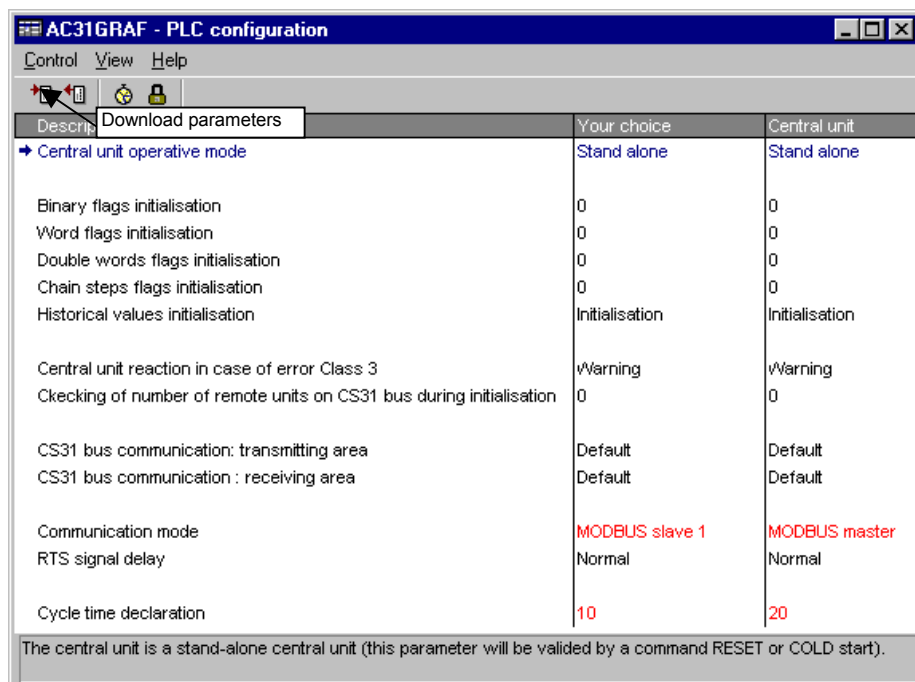 AC31GRAF - PLC configuration
Control View Help
Download parameters
Descrip Your choice Central unit
Central unit operative mode Stand alone Stand alone
Binary flags initialisation 0 0
Word flags initialisation 0 0
Double words flags initialisation 0 0
Chain steps flags initialisation 0 0
Historical values initialisation Initialisation Initialisation
Central unit reaction in case of error Class 3 Warning Warning
Ckecking of number of remote units on CS31 bus during initialisation 0 0
CS31 bus communication: transmitting area Default Default
CS31 bus communication : receiving area Default Default
Communication mode MODBUS slave 1 MODBUS master
RTS signal delay Normal Normal
Cycle time declaration 10 20
The central unit is a stand-alone central unit (this parameter will be valided by a command RESET or COLD start).